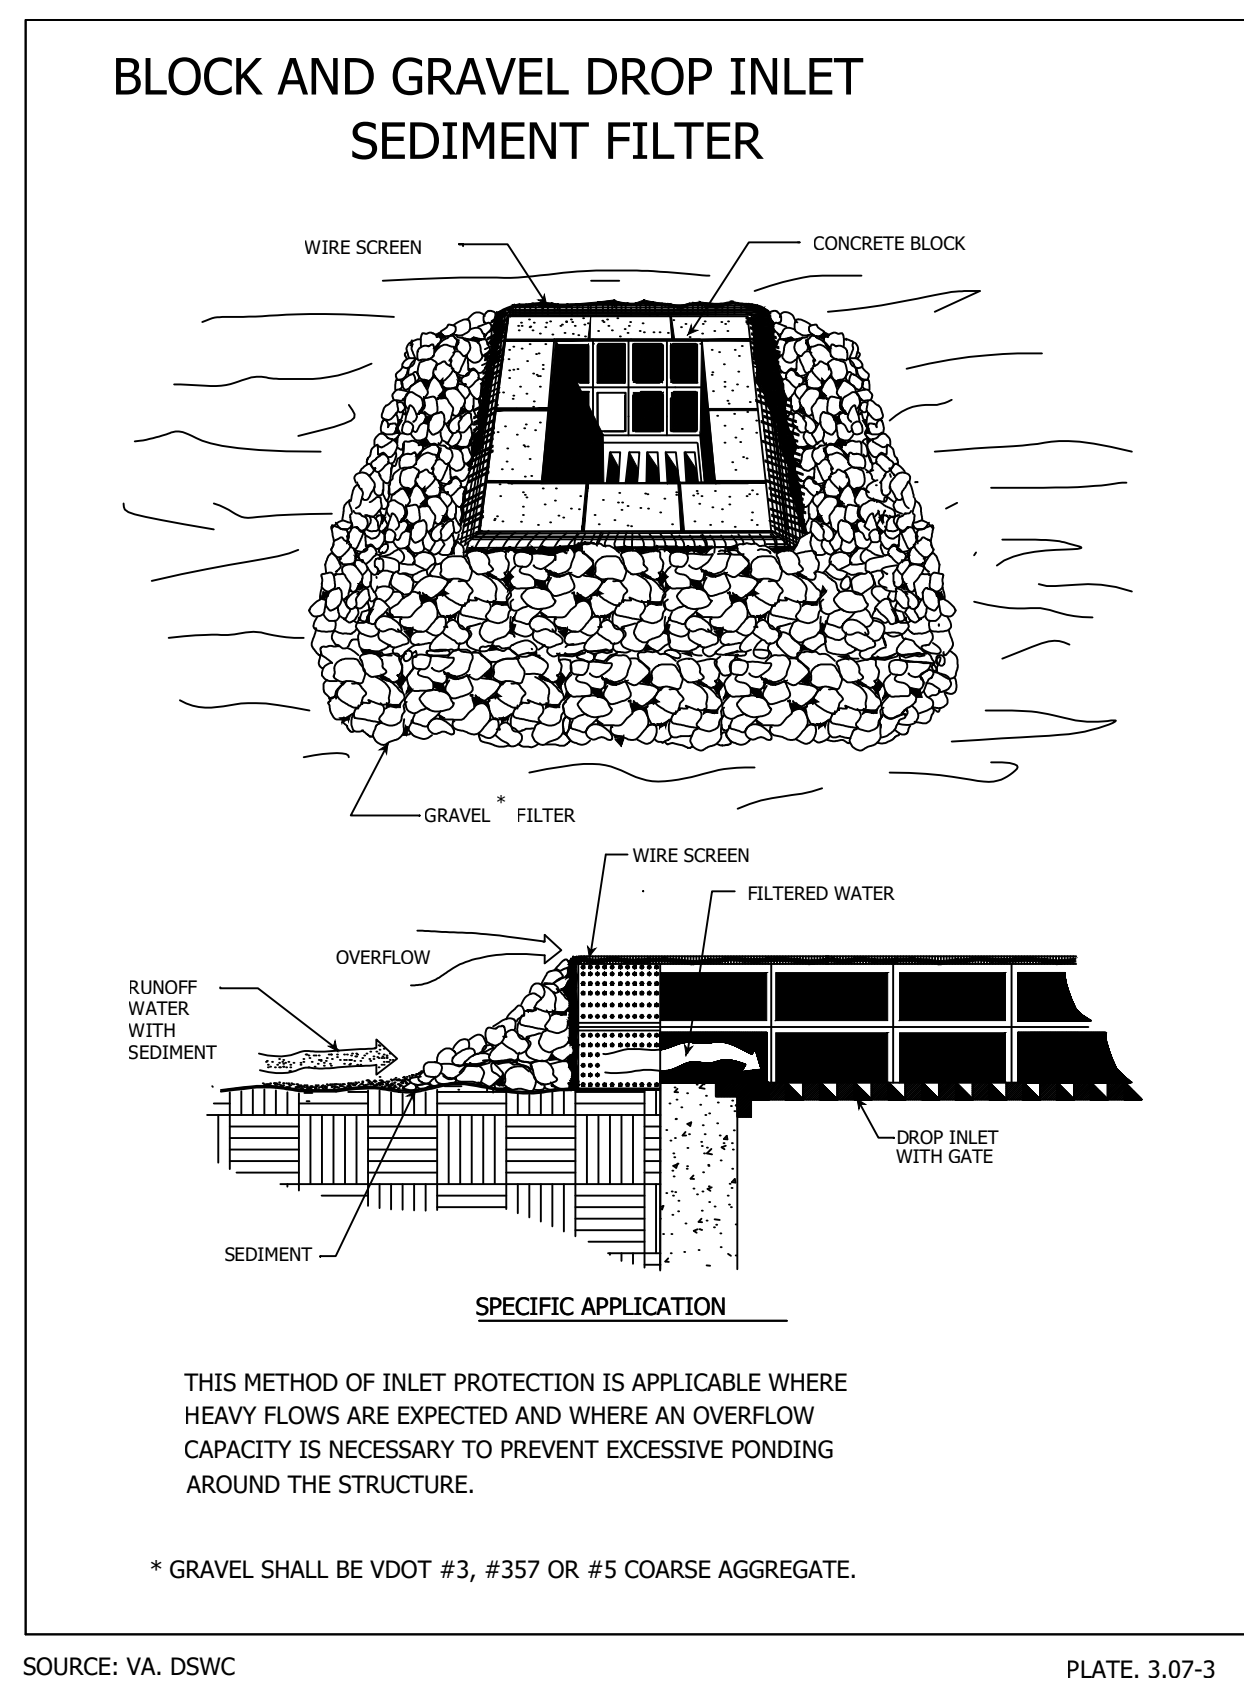 BLOCK AND GRAVEL DROP INLET
SEDIMENT FILTER
WIRE SCREEN
CONCRETE BLOCK
GRAVEL * FILTER
WIRE SCREEN
FILTERED WATER
OVERFLOW
RUNOFF
WATER
WITH
SEDIMENT
DROP INLET
WITH GATE
SEDIMENT
SPECIFIC APPLICATION
THIS METHOD OF INLET PROTECTION IS APPLICABLE WHERE
HEAVY FLOWS ARE EXPECTED AND WHERE AN OVERFLOW
CAPACITY IS NECESSARY TO PREVENT EXCESSIVE PONDING
AROUND THE STRUCTURE.
* GRAVEL SHALL BE VDOT #3, #357 OR #5 COARSE AGGREGATE.
SOURCE: VA. DSWC
PLATE. 3.07-3